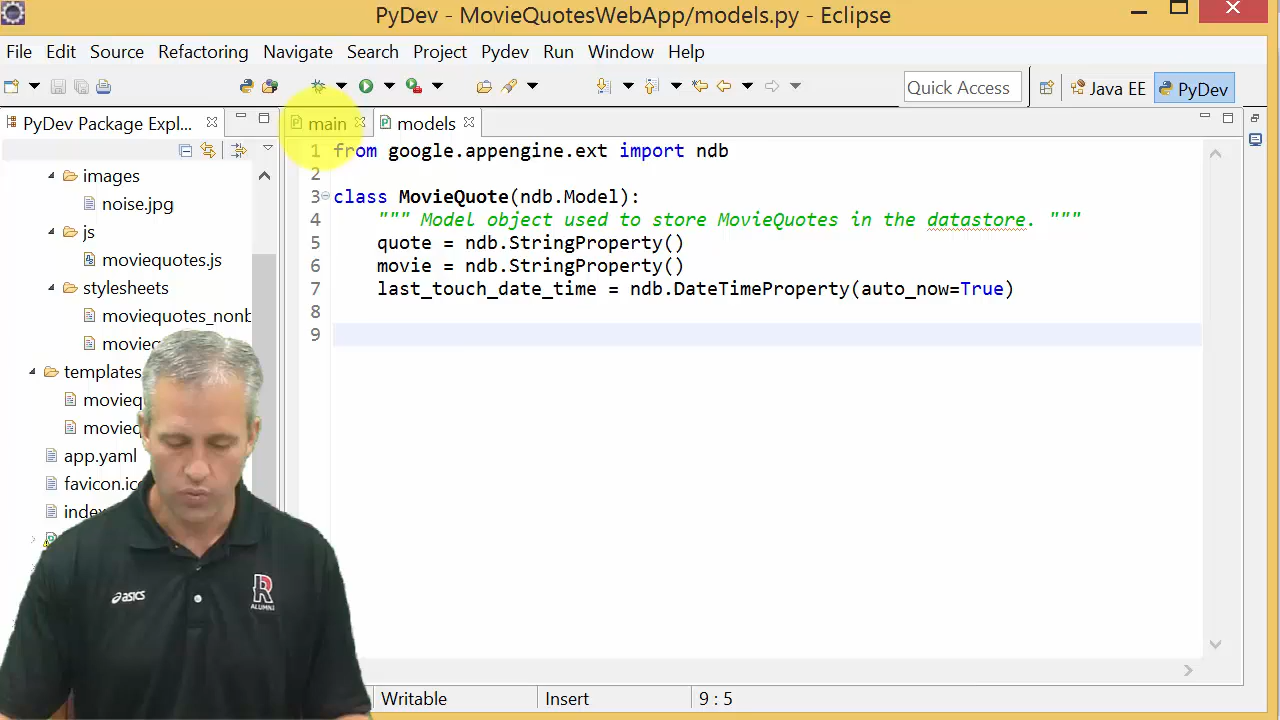 PyDev - MovieQuotesWebApp/models.py - Eclipse
File Edit Source Refactoring Navigate Search Project Pydev Run Window Help
Quick Access
Java EE
PyDev
PyDev Package Expl...
main
models
images
noise.jpg
js
moviequotes.js
stylesheets
moviequotes_nonb
movieq
templates
movieq
movieq
app.yaml
favicon.ic
index
1 from google.appengine.ext import ndb
2
3 class MovieQuote(ndb.Model):
4 """ Model object used to store MovieQuotes in the datastore. """
5 quote = ndb.StringProperty()
6 movie = ndb.StringProperty()
7 last_touch_date_time = ndb.DateTimeProperty(auto_now=True)
8
9
asics
R
ALUMNI
Writable
Insert
9 : 5